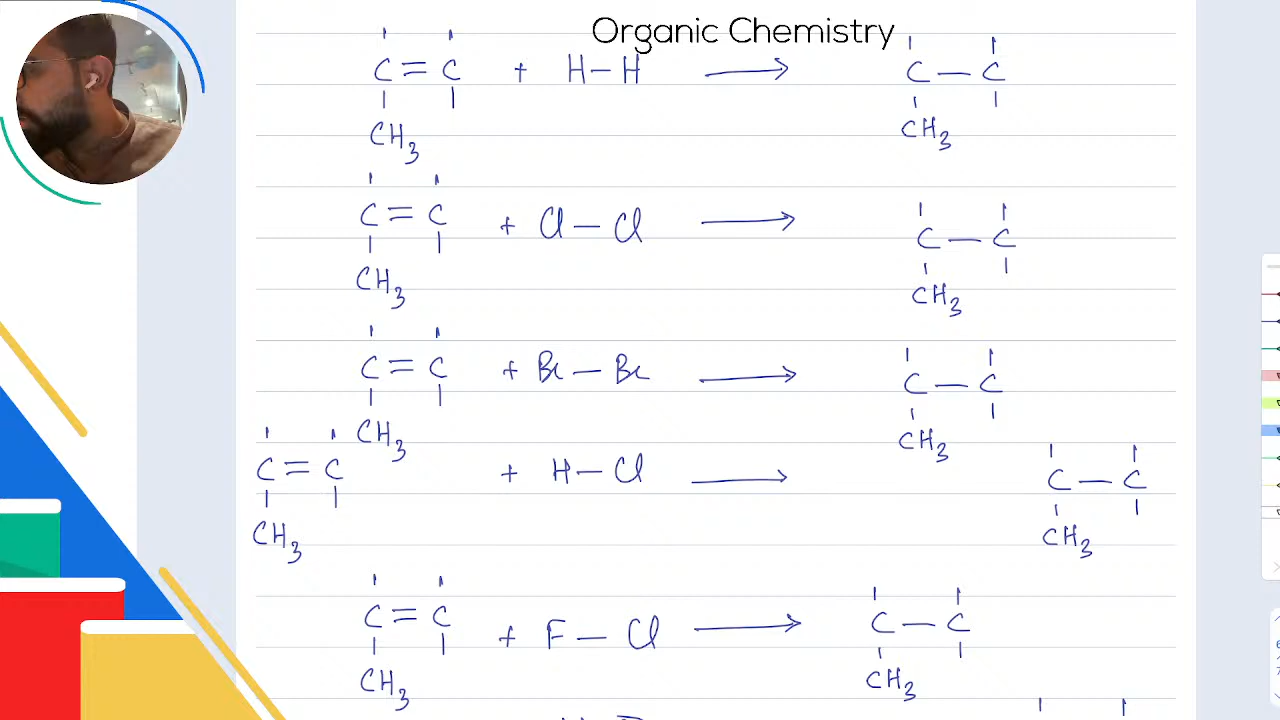 Organic Chemistry
C = C + H – H → C – C
CH3 CH3
C = C + Cl – Cl → C – C
CH3 CH3
C = C + Br – Br → C – C
CH3 CH3
C = C + H – Cl → C – C
CH3 CH3
C = C + F – Cl → C – C
CH3 CH3